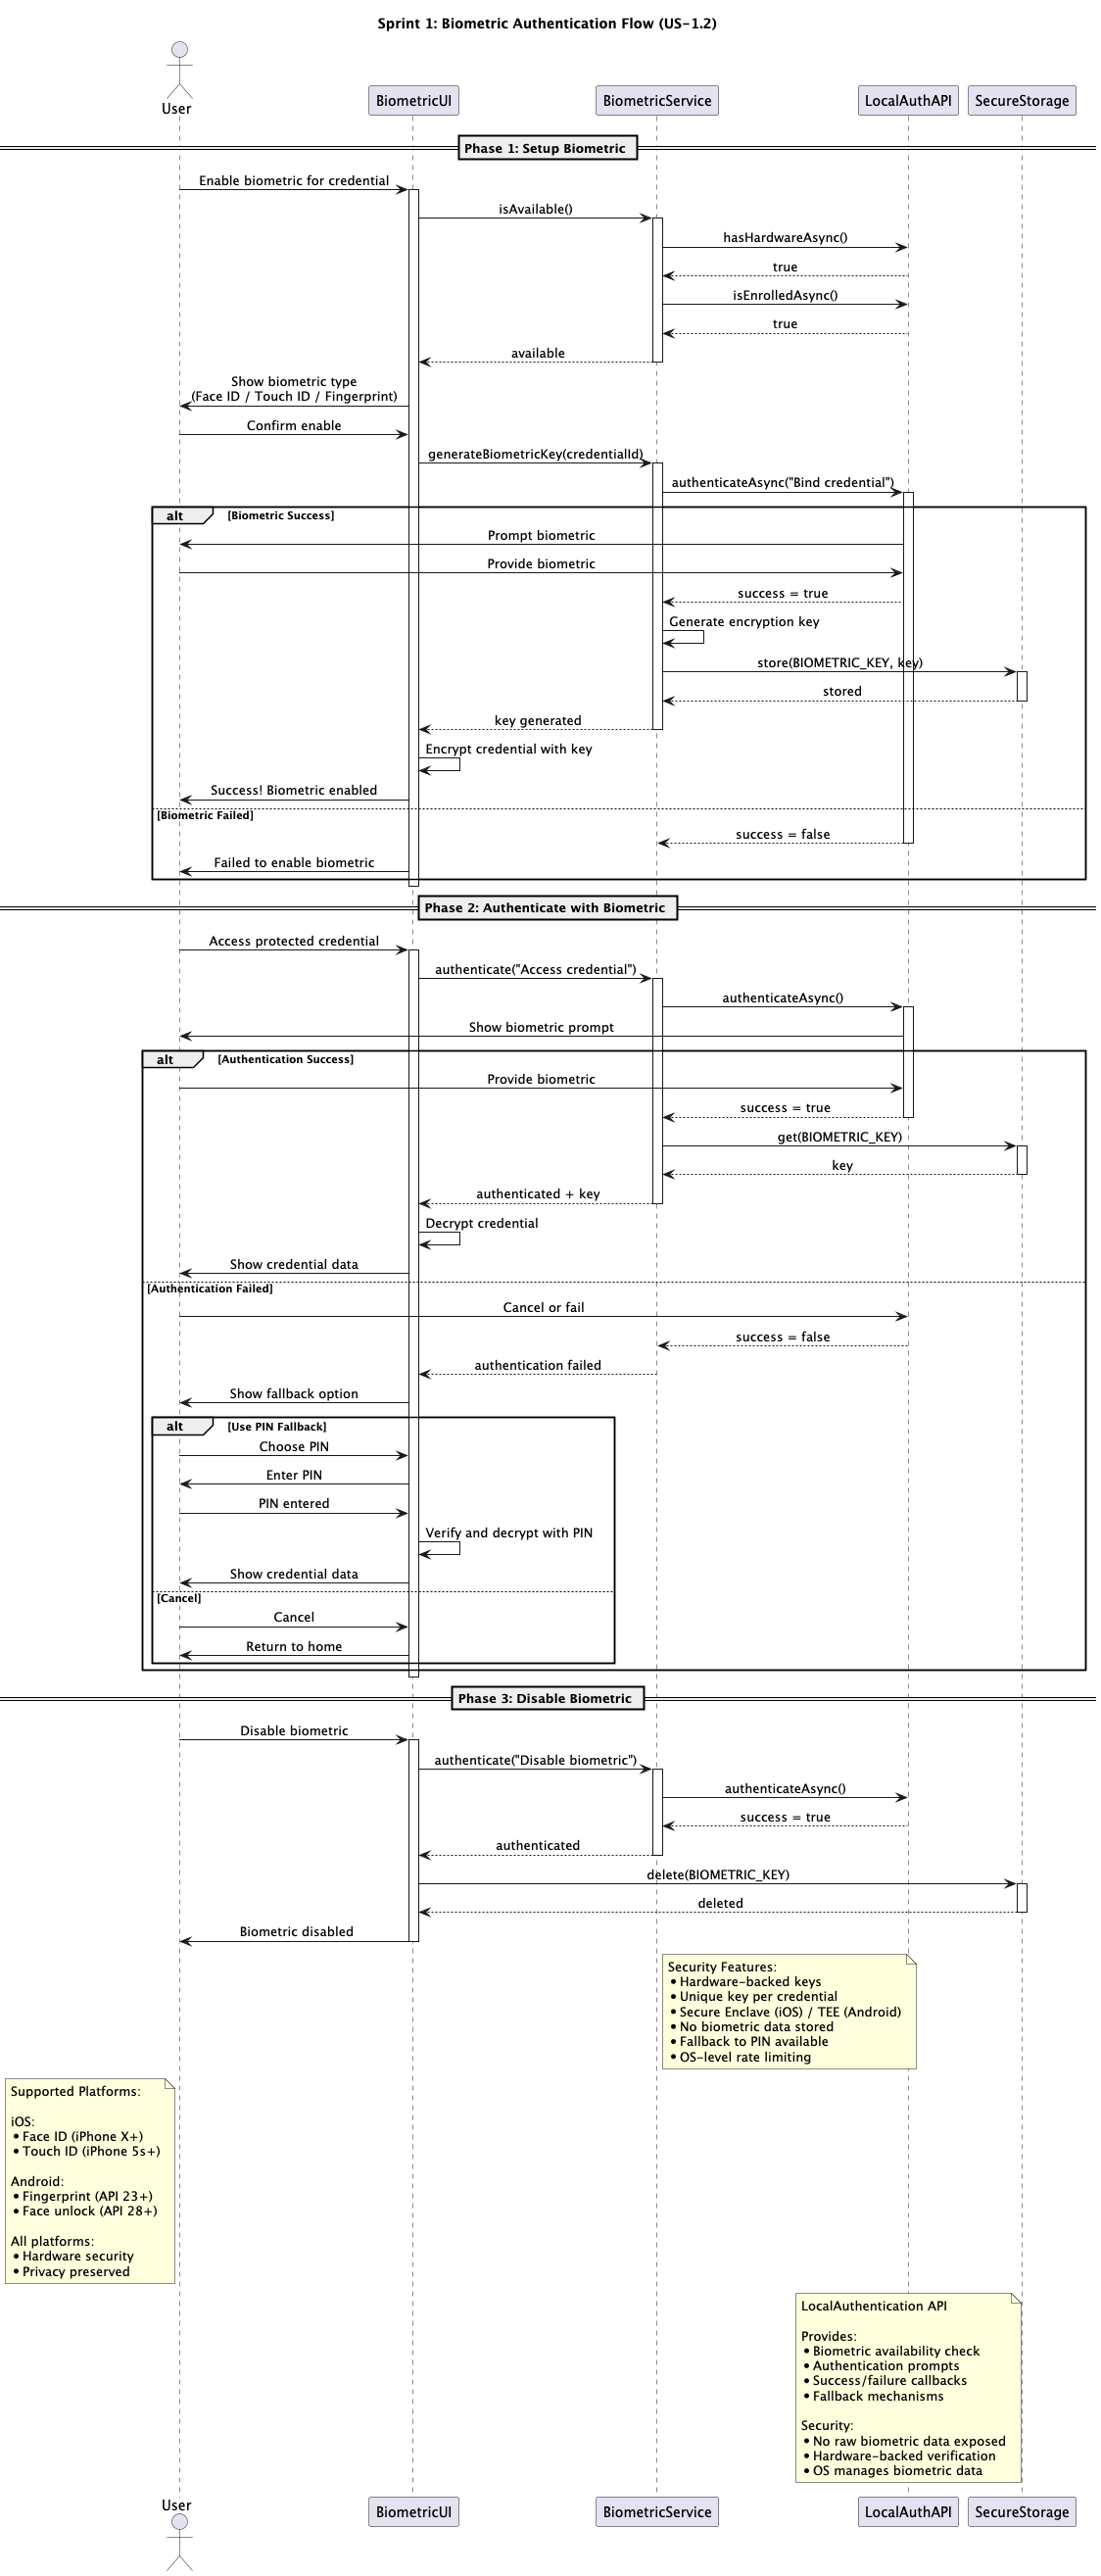 Sprint 1: Biometric Authentication Flow (US-1.2)
User
BiometricUI
BiometricService
LocalAuthAPI
SecureStorage
Phase 1: Setup Biometric
Enable biometric for credential
isAvailable()
hasHardwareAsync()
true
isEnrolledAsync()
true
available
Show biometric type
(Face ID / Touch ID / Fingerprint)
Confirm enable
generateBiometricKey(credentialId)
authenticateAsync("Bind credential")
alt [Biometric Success]
Prompt biometric
Provide biometric
success = true
Generate encryption key
store(BIOMETRIC_KEY, key)
stored
key generated
Encrypt credential with key
Success! Biometric enabled
[Biometric Failed]
success = false
Failed to enable biometric
Phase 2: Authenticate with Biometric
Access protected credential
authenticate("Access credential")
authenticateAsync()
Show biometric prompt
alt [Authentication Success]
Provide biometric
success = true
get(BIOMETRIC_KEY)
key
authenticated + key
Decrypt credential
Show credential data
[Authentication Failed]
Cancel or fail
success = false
authentication failed
Show fallback option
alt [Use PIN Fallback]
Choose PIN
Enter PIN
PIN entered
Verify and decrypt with PIN
Show credential data
[Cancel]
Cancel
Return to home
Phase 3: Disable Biometric
Disable biometric
authenticate("Disable biometric")
authenticateAsync()
success = true
authenticated
delete(BIOMETRIC_KEY)
deleted
Biometric disabled
Security Features:
• Hardware-backed keys
• Unique key per credential
• Secure Enclave (iOS) / TEE (Android)
• No biometric data stored
• Fallback to PIN available
• OS-level rate limiting
Supported Platforms:
iOS:
• Face ID (iPhone X+)
• Touch ID (iPhone 5s+)
Android:
• Fingerprint (API 23+)
• Face unlock (API 28+)
All platforms:
• Hardware security
• Privacy preserved
LocalAuthentication API
Provides:
• Biometric availability check
• Authentication prompts
• Success/failure callbacks
• Fallback mechanisms
Security:
• No raw biometric data exposed
• Hardware-backed verification
• OS manages biometric data
User
BiometricUI
BiometricService
LocalAuthAPI
SecureStorage